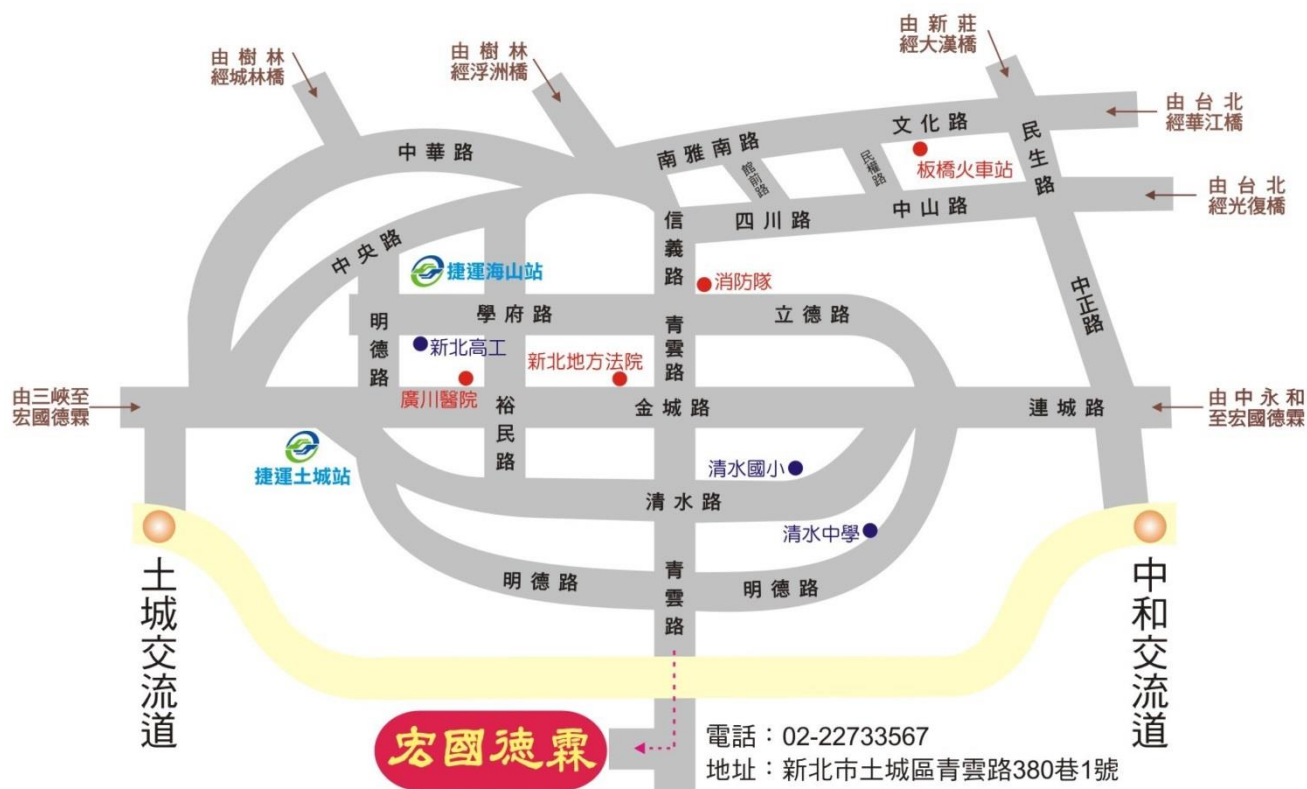 由樹林
經城林橋
由樹林
經浮洲橋
由新莊
經大漢橋
由台北
經華江橋
由台北
經光復橋
中華路
南雅南路
文化路
民生路
館前路
民權路
板橋火車站
信義路
四川路
中山路
中央路
捷運海山站
消防隊
中正路
明德路
學府路
青雲路
立德路
新北高工
新北地方法院
廣川醫院
由三峽至
宏國德霖
裕民路
金城路
連城路
由中永和
至宏國德霖
捷運土城站
清水國小
清水路
清水中學
明德路
青雲路
明德路
土城交流道
中和交流道
宏國德霖
電話：02-22733567
地址：新北市土城區青雲路380巷1號